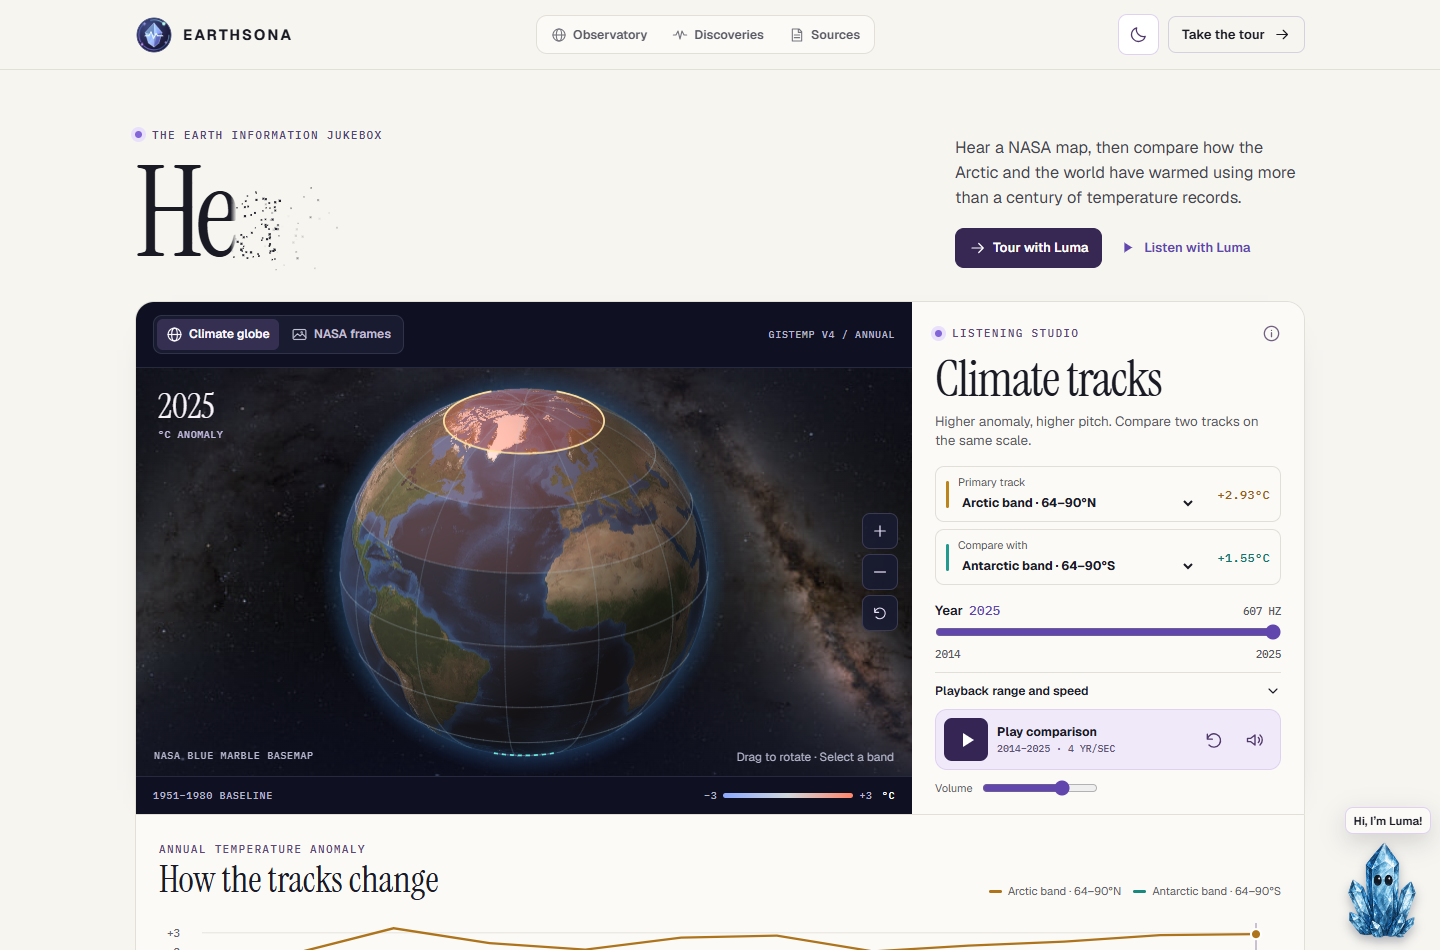 EARTHSONA
Observatory
Discoveries
Sources
Take the tour
THE EARTH INFORMATION JUKEBOX
He
Hear a NASA map, then compare how the
Arctic and the world have warmed using more
than a century of temperature records.
Tour with Luma
Listen with Luma
Climate globe
NASA frames
GISTEMP V4 / ANNUAL
2025
°C ANOMALY
NASA BLUE MARBLE BASEMAP
Drag to rotate · Select a band
1951–1980 BASELINE
−3
+3 °C
LISTENING STUDIO
Climate tracks
Higher anomaly, higher pitch. Compare two tracks on
the same scale.
Primary track
Arctic band · 64–90°N
+2.93°C
Compare with
Antarctic band · 64–90°S
+1.55°C
Year 2025
607 HZ
2014
2025
Playback range and speed
Play comparison
2014–2025 · 4 YR/SEC
Volume
Hi, I'm Luma!
ANNUAL TEMPERATURE ANOMALY
How the tracks change
Arctic band · 64–90°N
Antarctic band · 64–90°S
+3